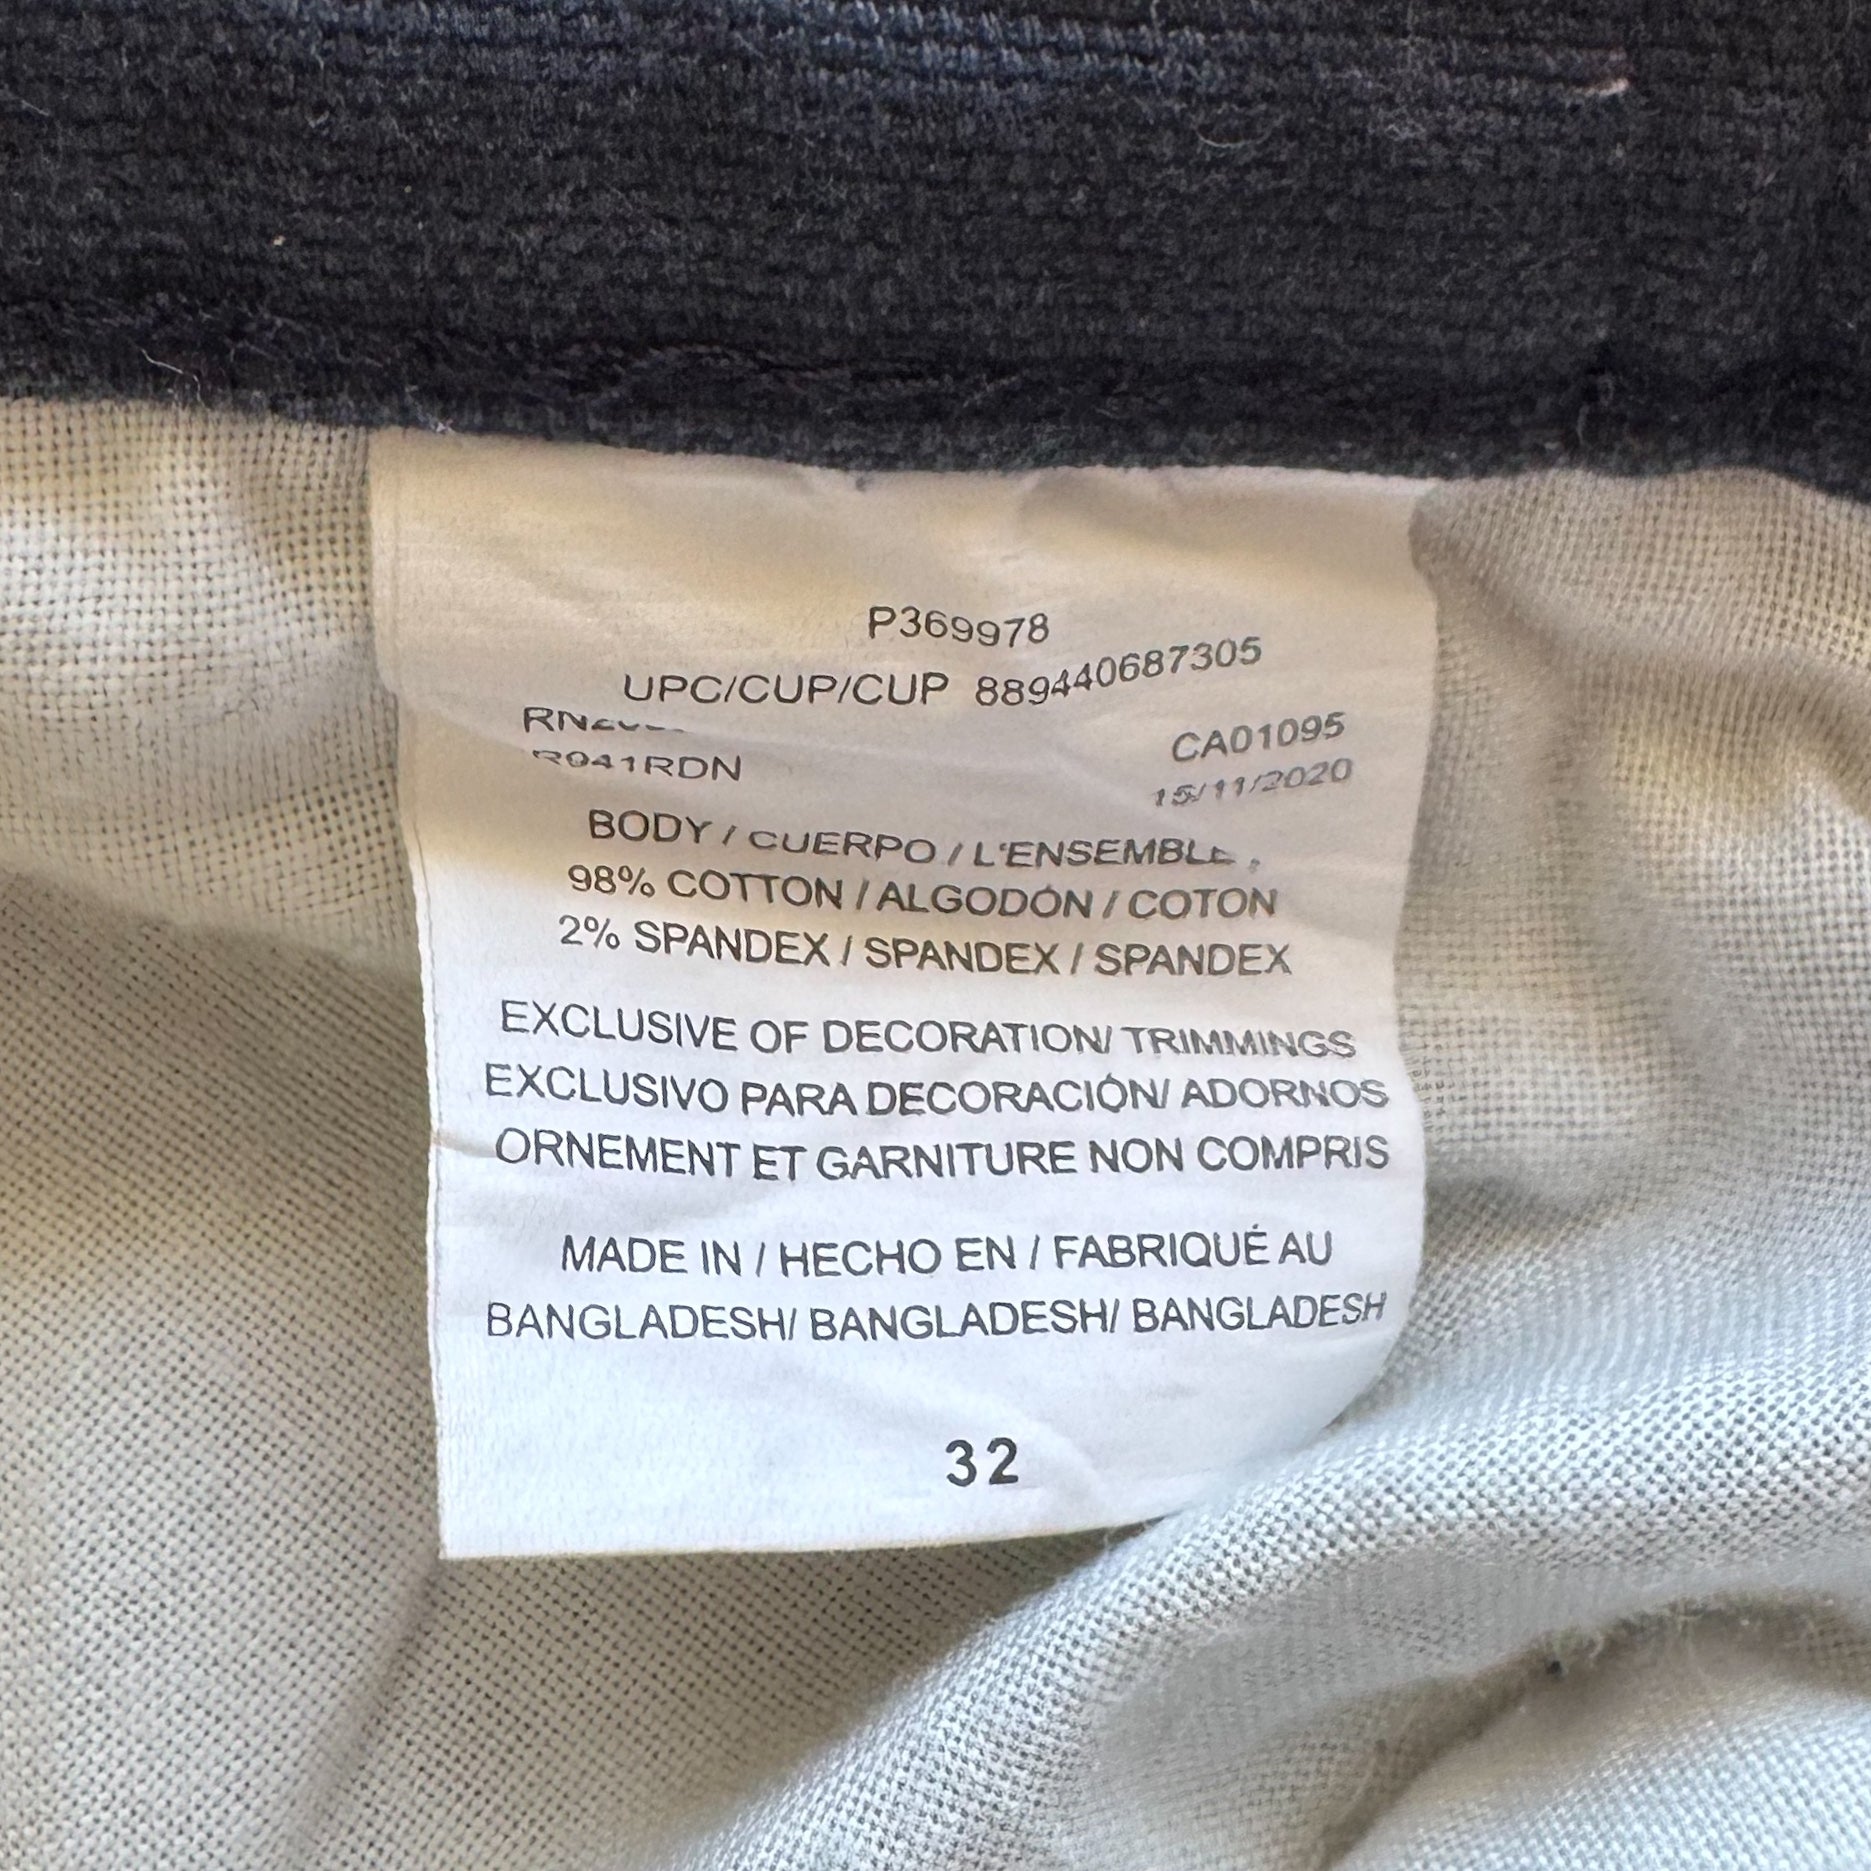 P369978
UPC/CUP/CUP 889440687305
CA01095
R041RDN 15/11/2020
BODY / CUERPO / L'ENSEMBLE,
98% COTTON / ALGODÓN / COTON
2% SPANDEX / SPANDEX / SPANDEX
EXCLUSIVE OF DECORATION/ TRIMMINGS
EXCLUSIVO PARA DECORACIÓN/ ADORNOS
ORNEMENT ET GARNITURE NON COMPRIS
MADE IN / HECHO EN / FABRIQUÉ AU
BANGLADESH/ BANGLADESH/ BANGLADESH
32